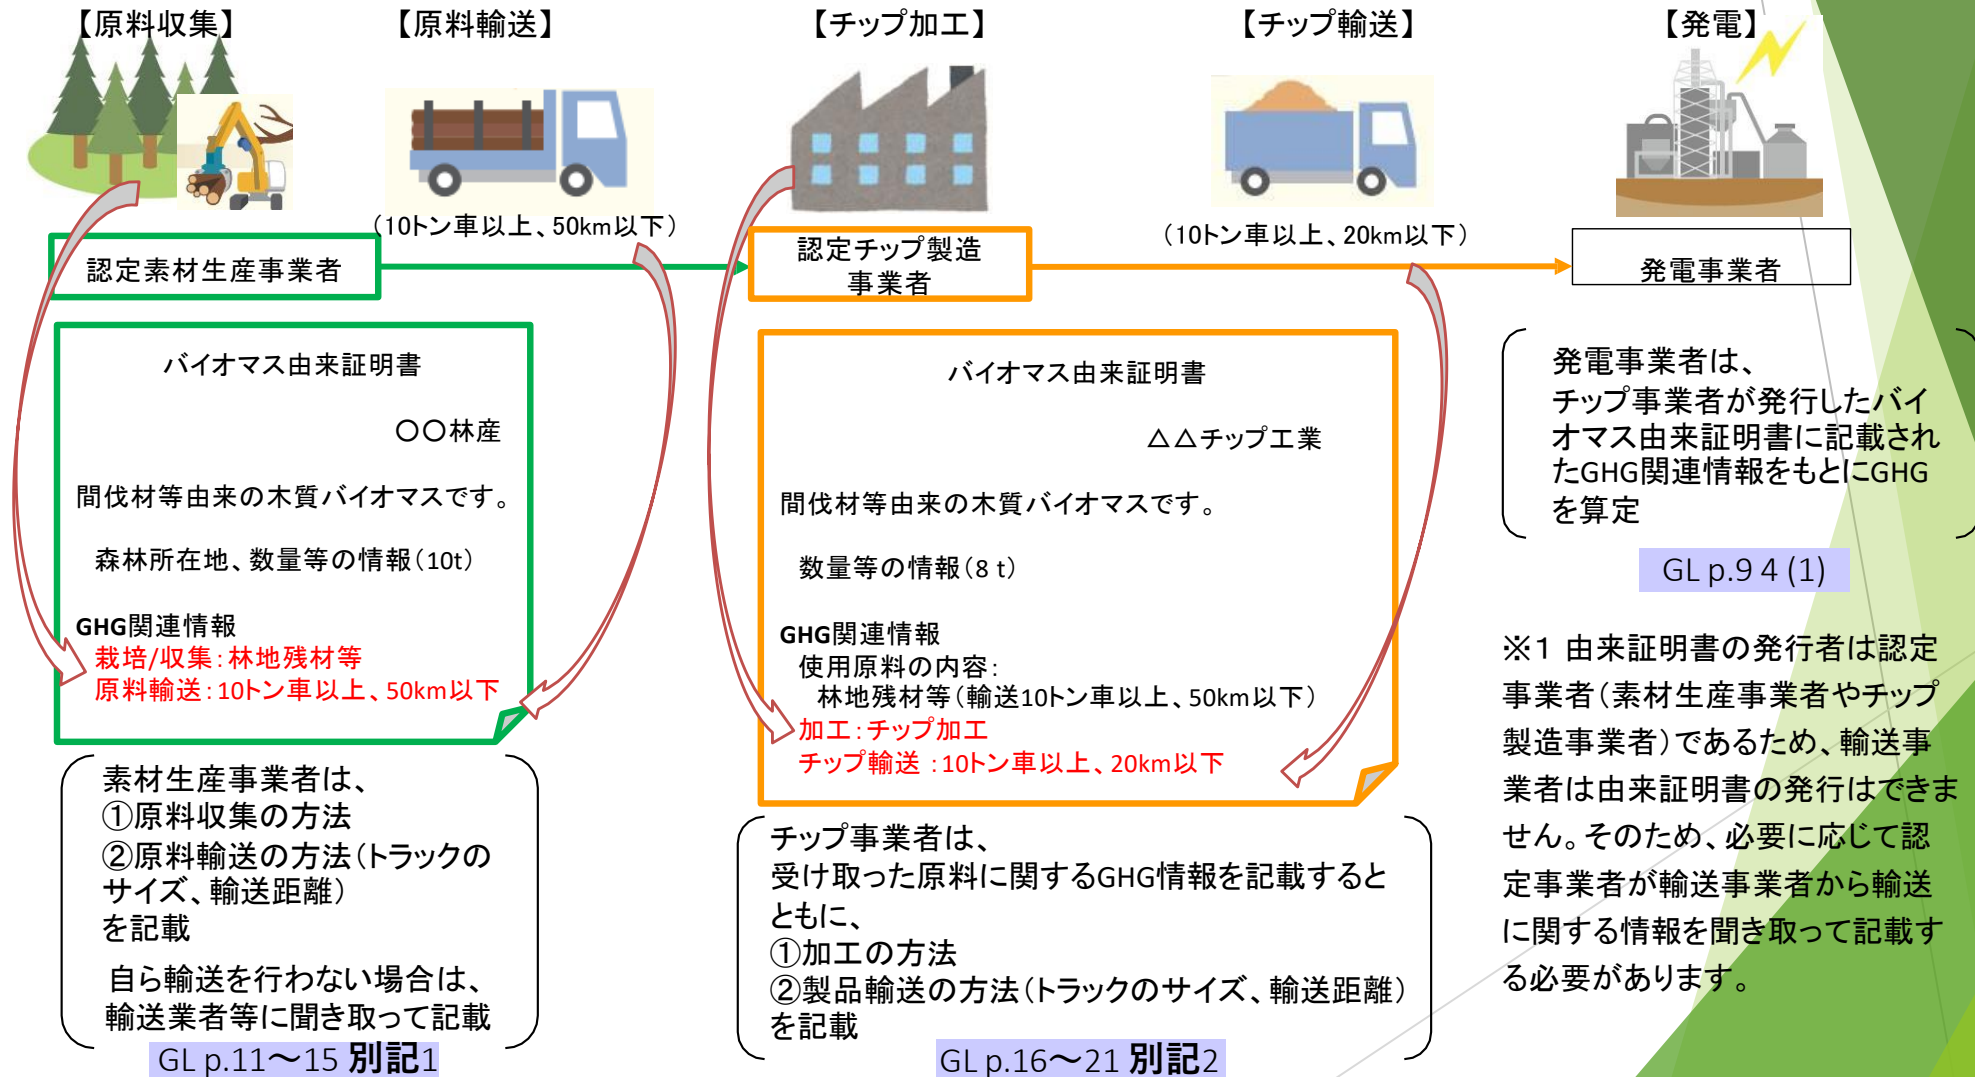 【原料収集】
【原料輸送】
【チップ加工】
【チップ輸送】
【発電】
（10トン車以上、50km以下）
（10トン車以上、20km以下）
認定素材生産事業者
認定チップ製造
事業者
発電事業者
バイオマス由来証明書
〇〇林産
間伐材等由来の木質バイオマスです。
森林所在地、数量等の情報（10t）
GHG関連情報
栽培/収集：林地残材等
原料輸送：10トン車以上、50km以下
素材生産事業者は、
①原料収集の方法
②原料輸送の方法（トラックの
サイズ、輸送距離）
を記載
自ら輸送を行わない場合は、
輸送業者等に聞き取って記載
GL p.11～15 別記1
バイオマス由来証明書
△△チップ工業
間伐材等由来の木質バイオマスです。
数量等の情報（8 t）
GHG関連情報
使用原料の内容：
林地残材等（輸送10トン車以上、50km以下）
加工：チップ加工
チップ輸送 ：10トン車以上、20km以下
チップ事業者は、
受け取った原料に関するGHG情報を記載すると
ともに、
①加工の方法
②製品輸送の方法（トラックのサイズ、輸送距離）
を記載
GL p.16～21 別記2
発電事業者は、
チップ事業者が発行したバイ
オマス由来証明書に記載され
たGHG関連情報をもとにGHG
を算定
GL p.9 4 (1)
※1 由来証明書の発行者は認定
事業者（素材生産事業者やチップ
製造事業者）であるため、輸送事
業者は由来証明書の発行はできま
せん。そのため、必要に応じて認
定事業者が輸送事業者から輸送
に関する情報を聞き取って記載す
る必要があります。